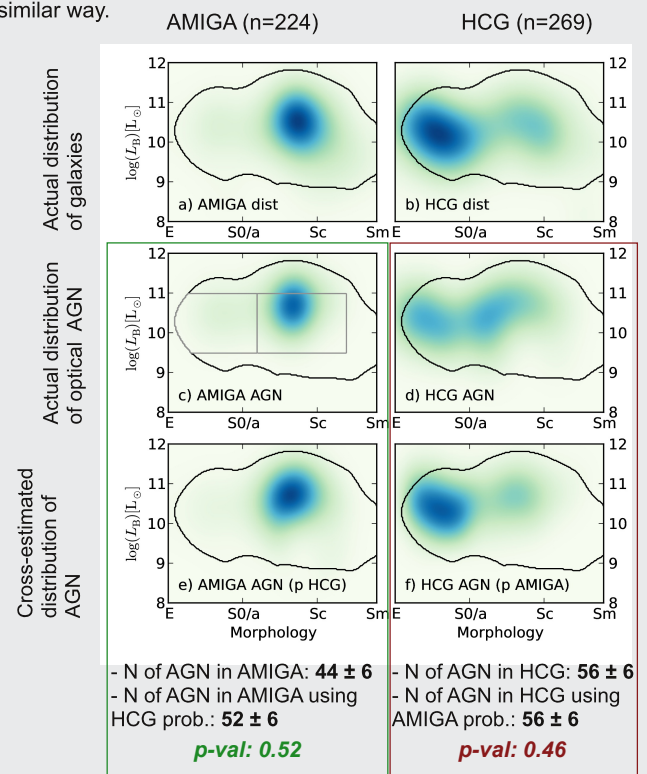 similar way.
AMIGA (n=224)
HCG (n=269)
Actual distribution
of galaxies
12
11
10
9
8
log(L_B)[L_⊙]
a) AMIGA dist
E S0/a Sc Sm
12
11
10
9
8
b) HCG dist
E S0/a Sc
Actual distribution
of optical AGN
12
11
10
9
8
log(L_B)[L_⊙]
c) AMIGA AGN
E S0/a Sc Sm
12
11
10
9
8
d) HCG AGN
E S0/a Sc
Cross-estimated
distribution of
AGN
12
11
10
9
8
log(L_B)[L_⊙]
e) AMIGA AGN (p HCG)
E S0/a Sc Sm
Morphology
12
11
10
9
8
f) HCG AGN (p AMIGA)
E S0/a Sc
Morphology
- N of AGN in AMIGA: 44 ± 6
- N of AGN in AMIGA using
HCG prob.: 52 ± 6
p-val: 0.52
- N of AGN in HCG: 56 ± 6
- N of AGN in HCG using
AMIGA prob.: 56 ± 6
p-val: 0.46